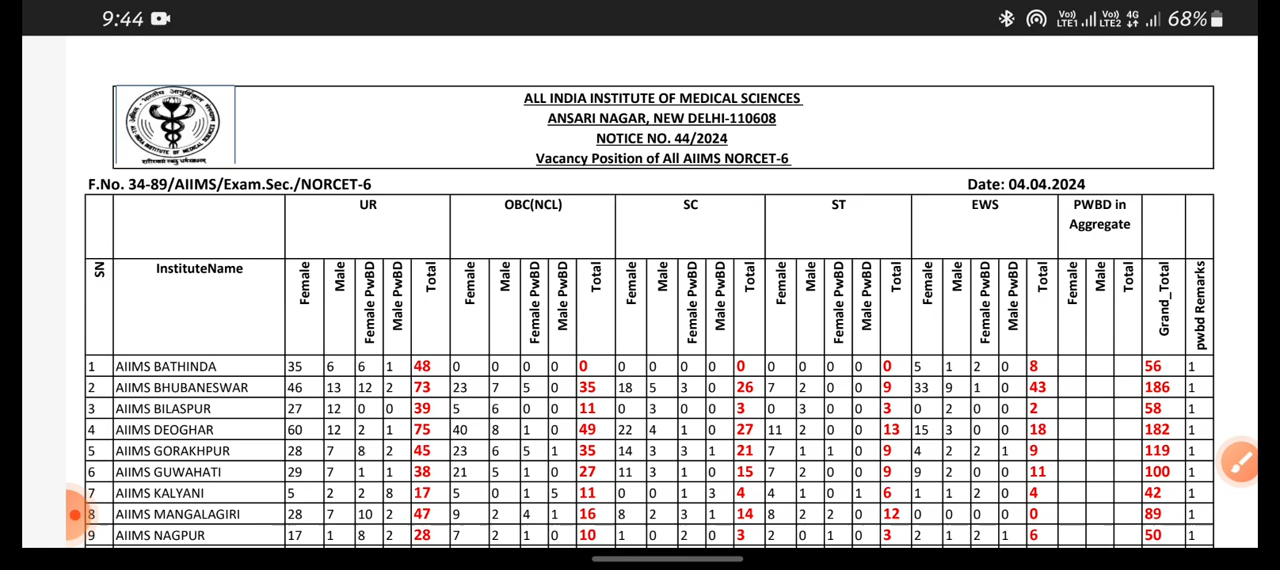 9:44
Vo)) LTE1 Vo)) LTE2 4G 68%
ALL INDIA INSTITUTE OF MEDICAL SCIENCES
ANSARI NAGAR, NEW DELHI-110608
NOTICE NO. 44/2024
Vacancy Position of All AIIMS NORCET-6
F.No. 34-89/AIIMS/Exam.Sec./NORCET-6 Date: 04.04.2024
UR OBC(NCL) SC ST EWS PWBD in Aggregate
SN InstituteName Female Male Female PwBD Male PwBD Total Female Male Female PwBD Male PwBD Total Female Male Female PwBD Male PwBD Total Female Male Female PwBD Male PwBD Total Female Male Female PwBD Male PwBD Total Female Male Total Grand_Total pwbd Remarks
1 AIIMS BATHINDA 35 6 6 1 48 0 0 0 0 0 0 0 0 0 0 0 0 0 0 0 5 1 2 0 8 56 1
2 AIIMS BHUBANESWAR 46 13 12 2 73 23 7 5 0 35 18 5 3 0 26 7 2 0 0 9 33 9 1 0 43 186 1
3 AIIMS BILASPUR 27 12 0 0 39 5 6 0 0 11 0 3 0 0 3 0 3 0 0 3 0 2 0 0 2 58 1
4 AIIMS DEOGHAR 60 12 2 1 75 40 8 1 0 49 22 4 1 0 27 11 2 0 0 13 15 3 0 0 18 182 1
5 AIIMS GORAKHPUR 28 7 8 2 45 23 6 5 1 35 14 3 3 1 21 7 1 1 0 9 4 2 2 1 9 119 1
6 AIIMS GUWAHATI 29 7 1 1 38 21 5 1 0 27 11 3 1 0 15 7 2 0 0 9 9 2 0 0 11 100 1
7 AIIMS KALYANI 5 2 2 8 17 5 0 1 5 11 0 0 1 3 4 4 1 0 1 6 1 1 2 0 4 42 1
8 AIIMS MANGALAGIRI 28 7 10 2 47 9 2 4 1 16 8 2 3 1 14 8 2 2 0 12 0 0 0 0 0 89 1
9 AIIMS NAGPUR 17 1 8 2 28 7 2 1 0 10 1 0 2 0 3 2 0 1 0 3 2 1 2 1 6 50 1